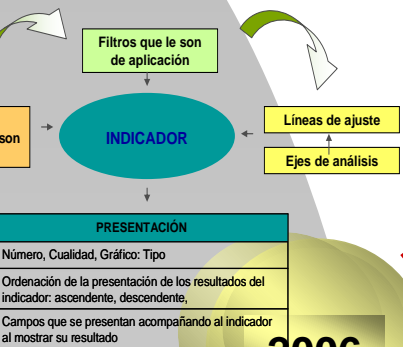 Filtros que le son
de aplicación
son
INDICADOR
Líneas de ajuste
Ejes de análisis
PRESENTACIÓN
Número, Cualidad, Gráfico: Tipo
Ordenación de la presentación de los resultados del
indicador: ascendente, descendente,
Campos que se presentan acompañando al indicador
al mostrar su resultado
2006